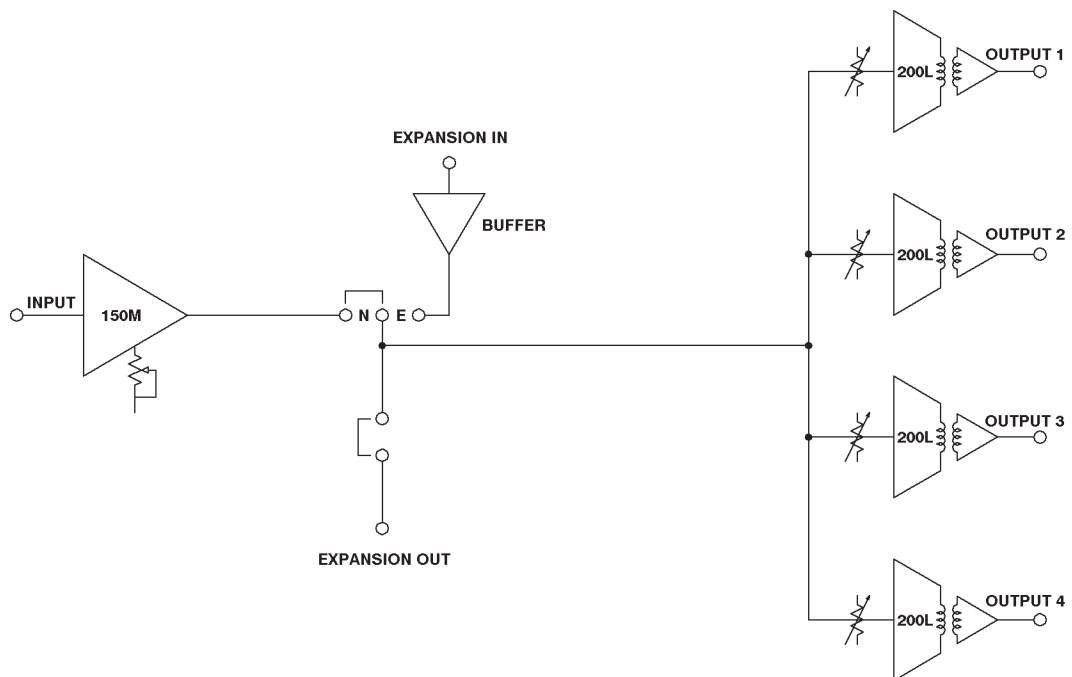 EXPANSION IN
BUFFER
INPUT
150M
N E
EXPANSION OUT
200L
OUTPUT 1
200L
OUTPUT 2
200L
OUTPUT 3
200L
OUTPUT 4